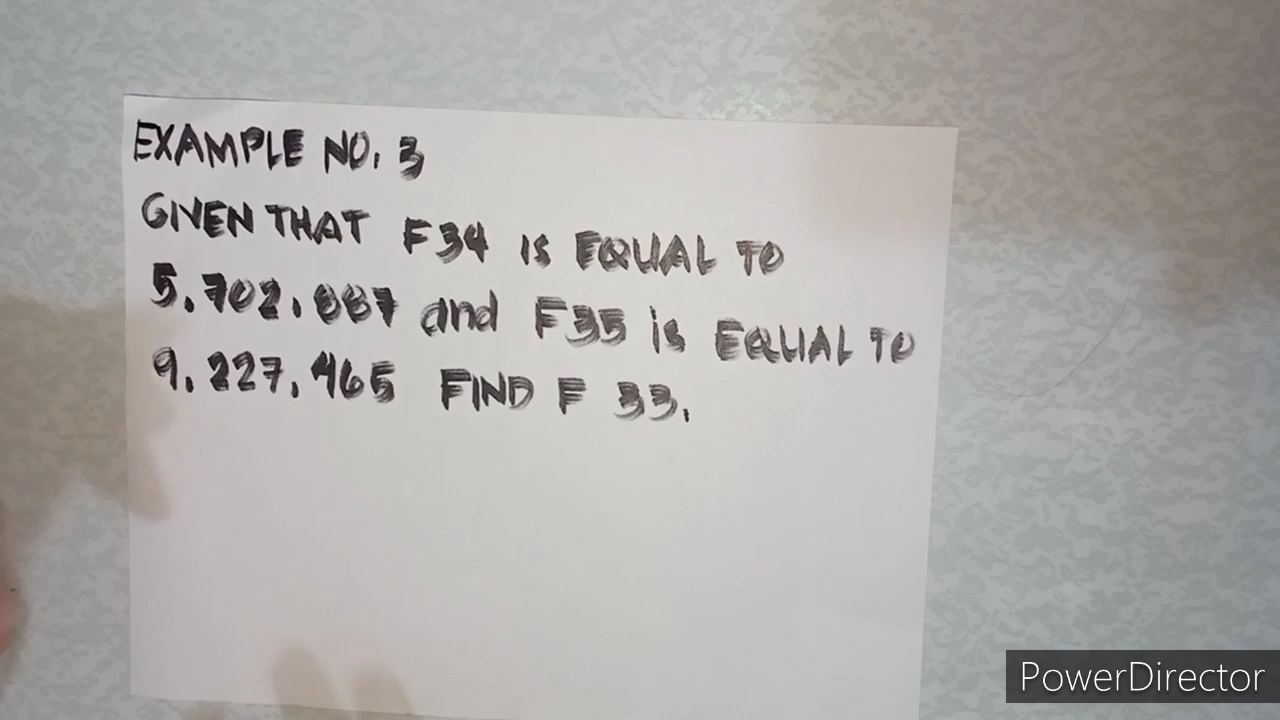 EXAMPLE NO. 3
GIVEN THAT F34 IS EQUAL TO
5,702,887 and F35 is EQUAL TO
9,227,465 FIND F 33.
PowerDirector